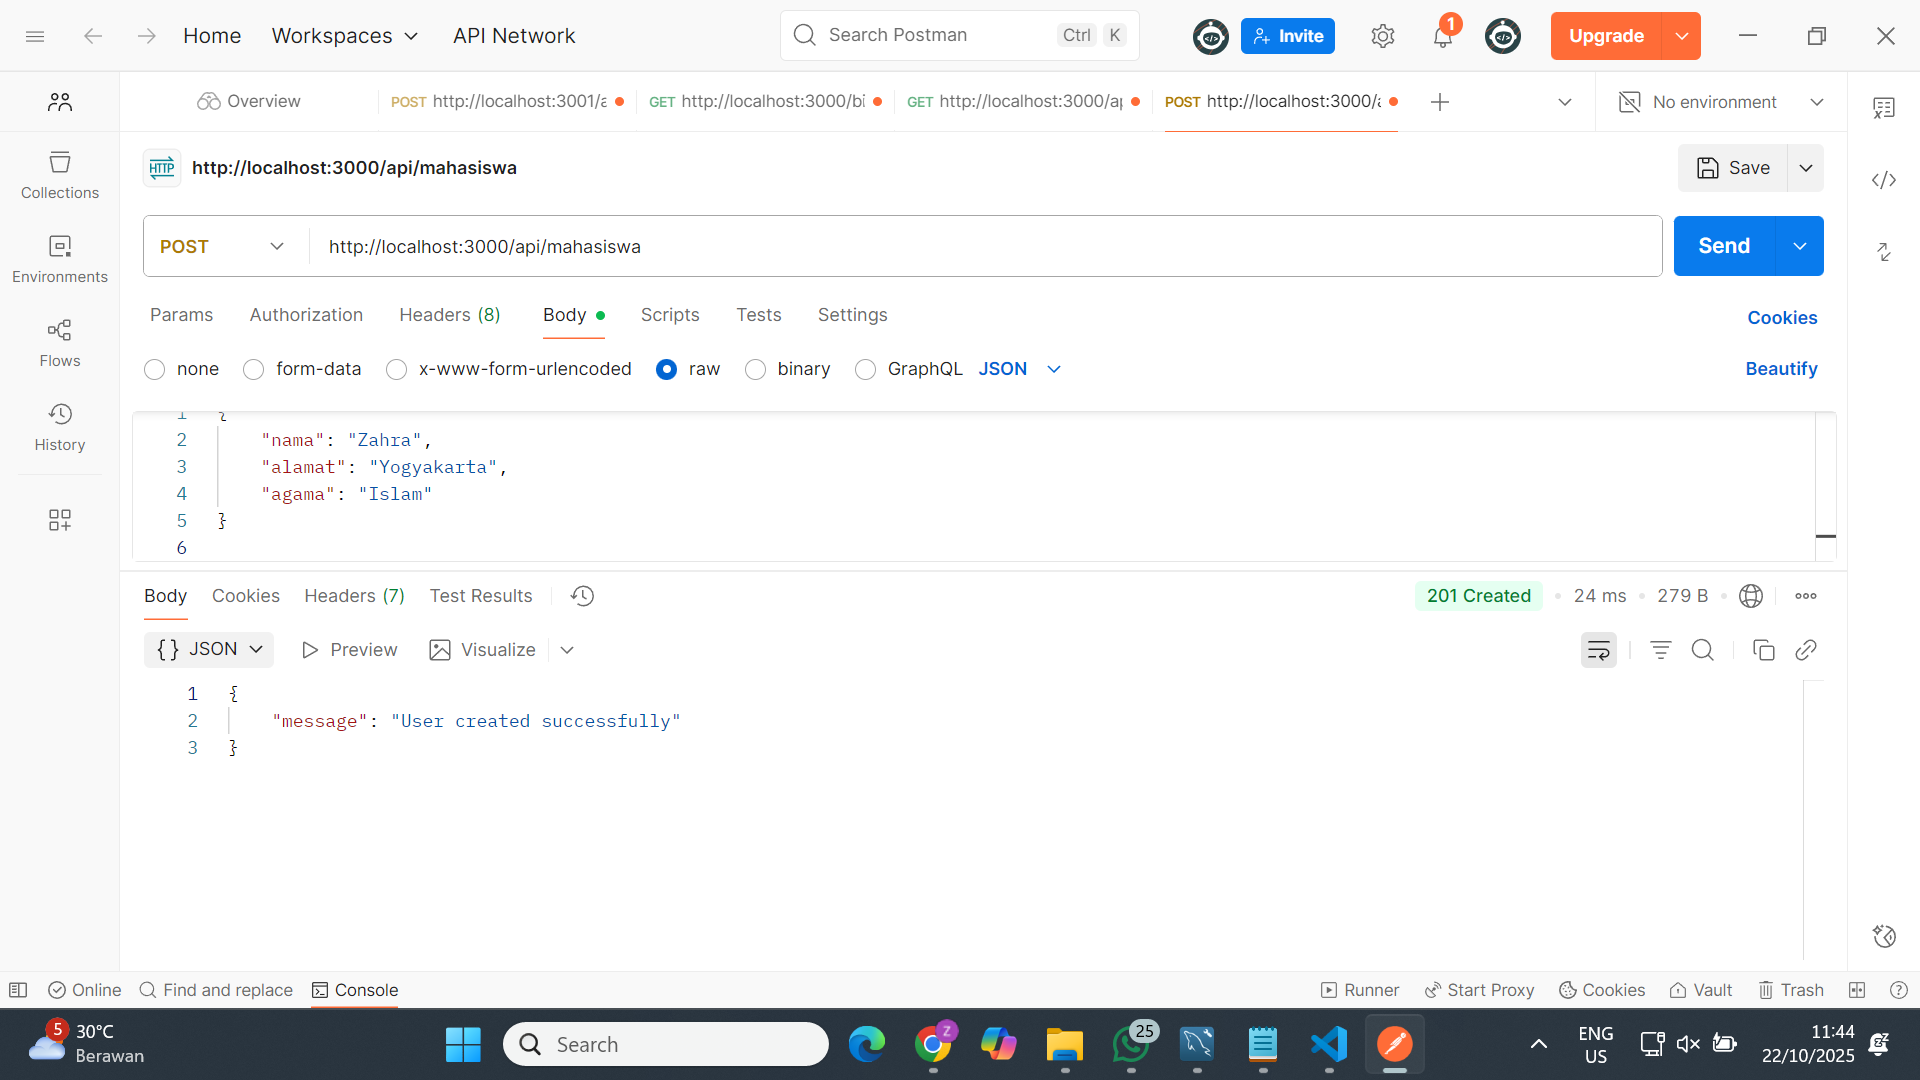 Home Workspaces API Network Search Postman Ctrl K Invite 1 Upgrade
Overview POST http://localhost:3001/a GET http://localhost:3000/bi GET http://localhost:3000/ap POST http://localhost:3000/a No environment
HTTP http://localhost:3000/api/mahasiswa Save
POST http://localhost:3000/api/mahasiswa Send
Params Authorization Headers (8) Body Scripts Tests Settings Cookies
none form-data x-www-form-urlencoded raw binary GraphQL JSON Beautify
Collections
Environments
Flows
History
1 {
2 "nama": "Zahra",
3 "alamat": "Yogyakarta",
4 "agama": "Islam"
5 }
6
Body Cookies Headers (7) Test Results 201 Created • 24 ms • 279 B
{} JSON Preview Visualize
1 {
2 "message": "User created successfully"
3 }
Online Find and replace Console Runner Start Proxy Cookies Vault Trash
5 30°C
Berawan
Search
Z
25
ENG
US
11:44
22/10/2025